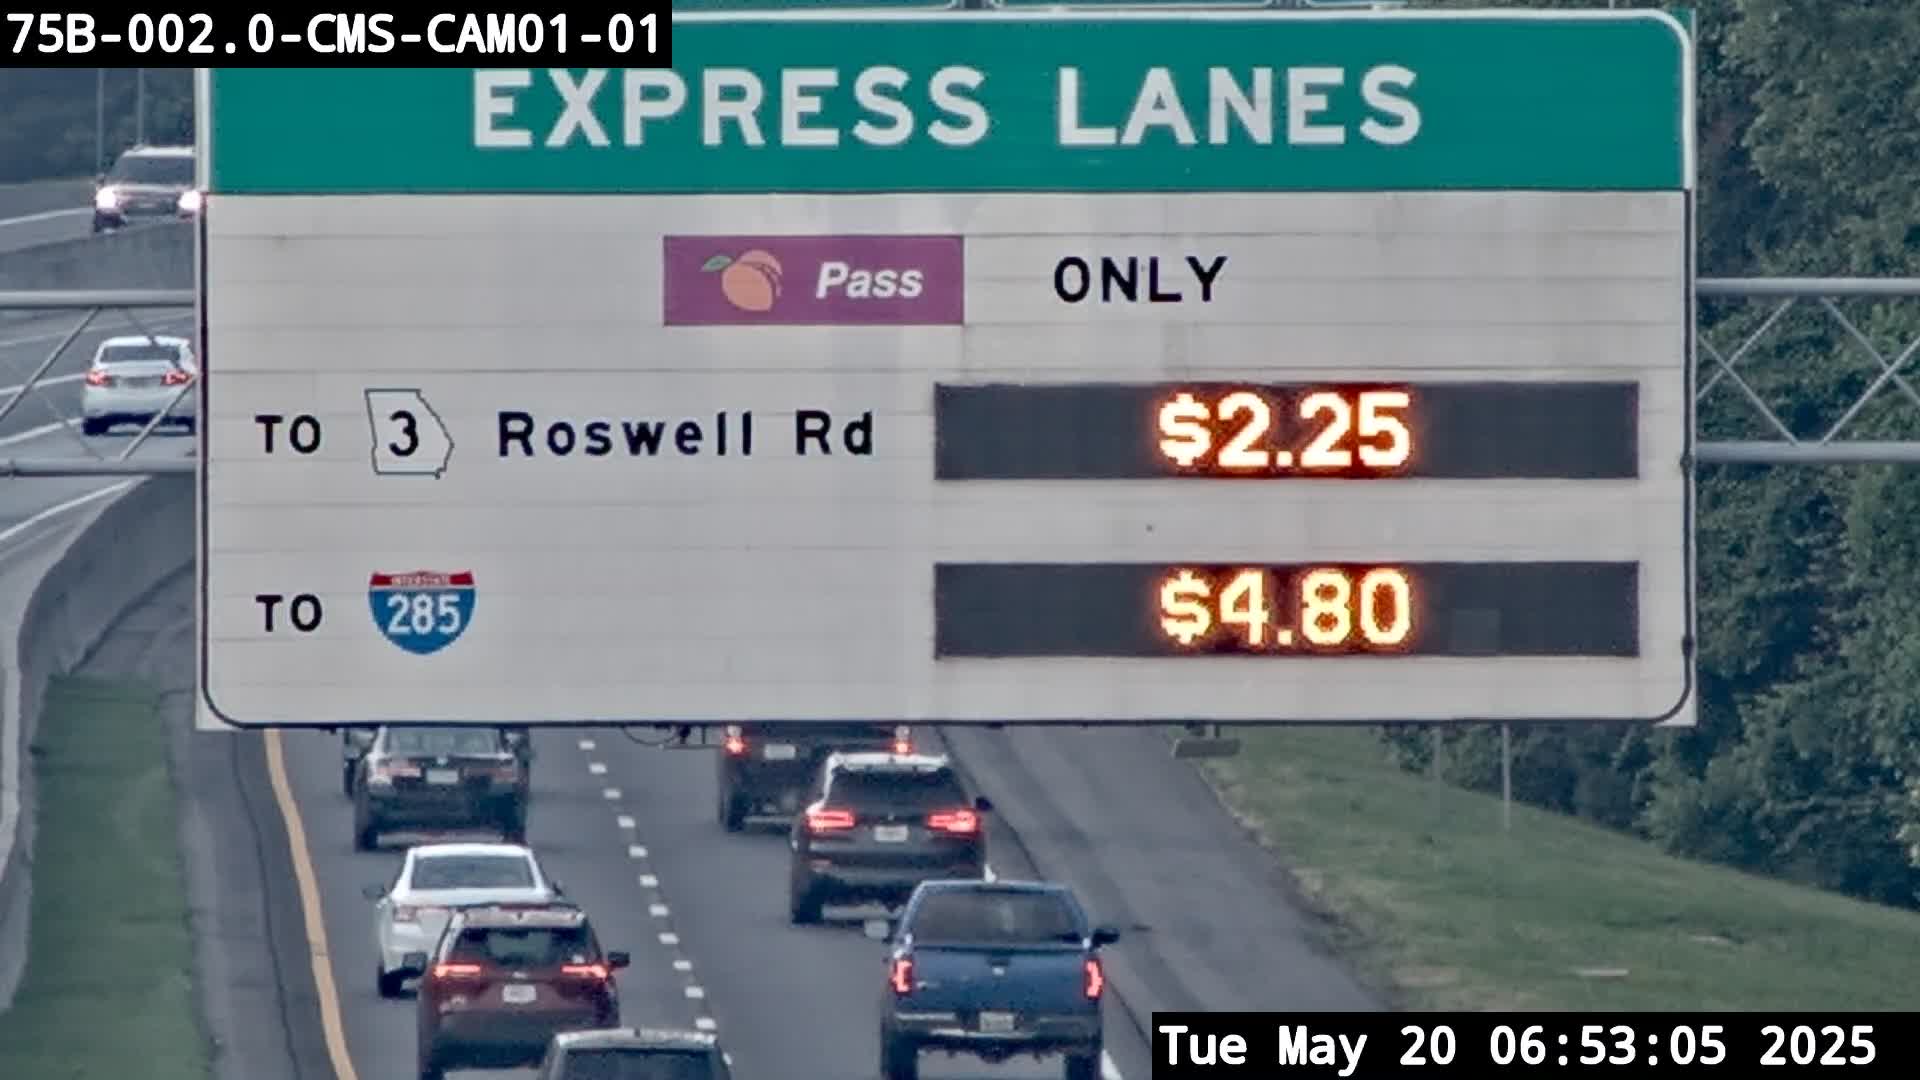 75B-002.0-CMS-CAM01-01
EXPRESS LANES
Pass ONLY
TO 3 Roswell Rd $2.25
INTERSTATE
TO 285 $4.80
Tue May 20 06:53:05 2025